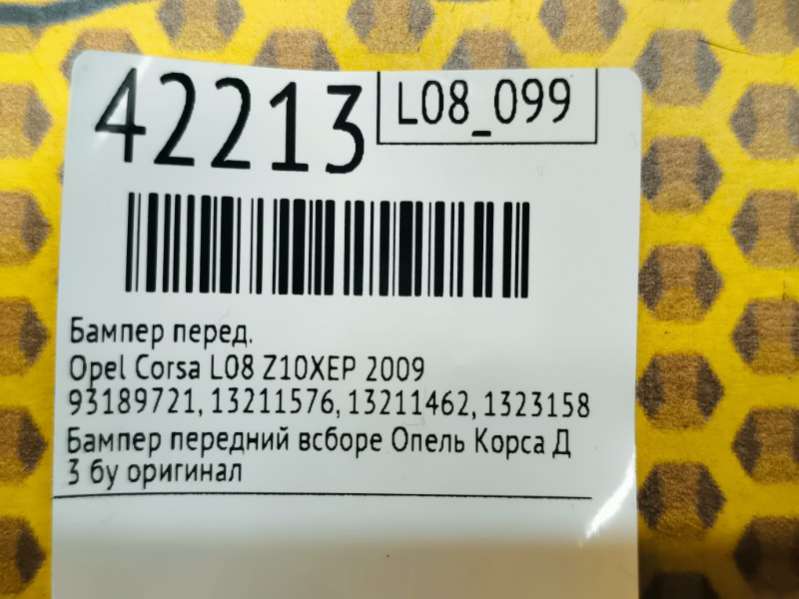 42213
L08_099
Бампер перед.
Opel Corsa L08 Z10XEP 2009
93189721, 13211576, 13211462, 1323158
Бампер передний всборе Опель Корса Д
3 бу оригинал